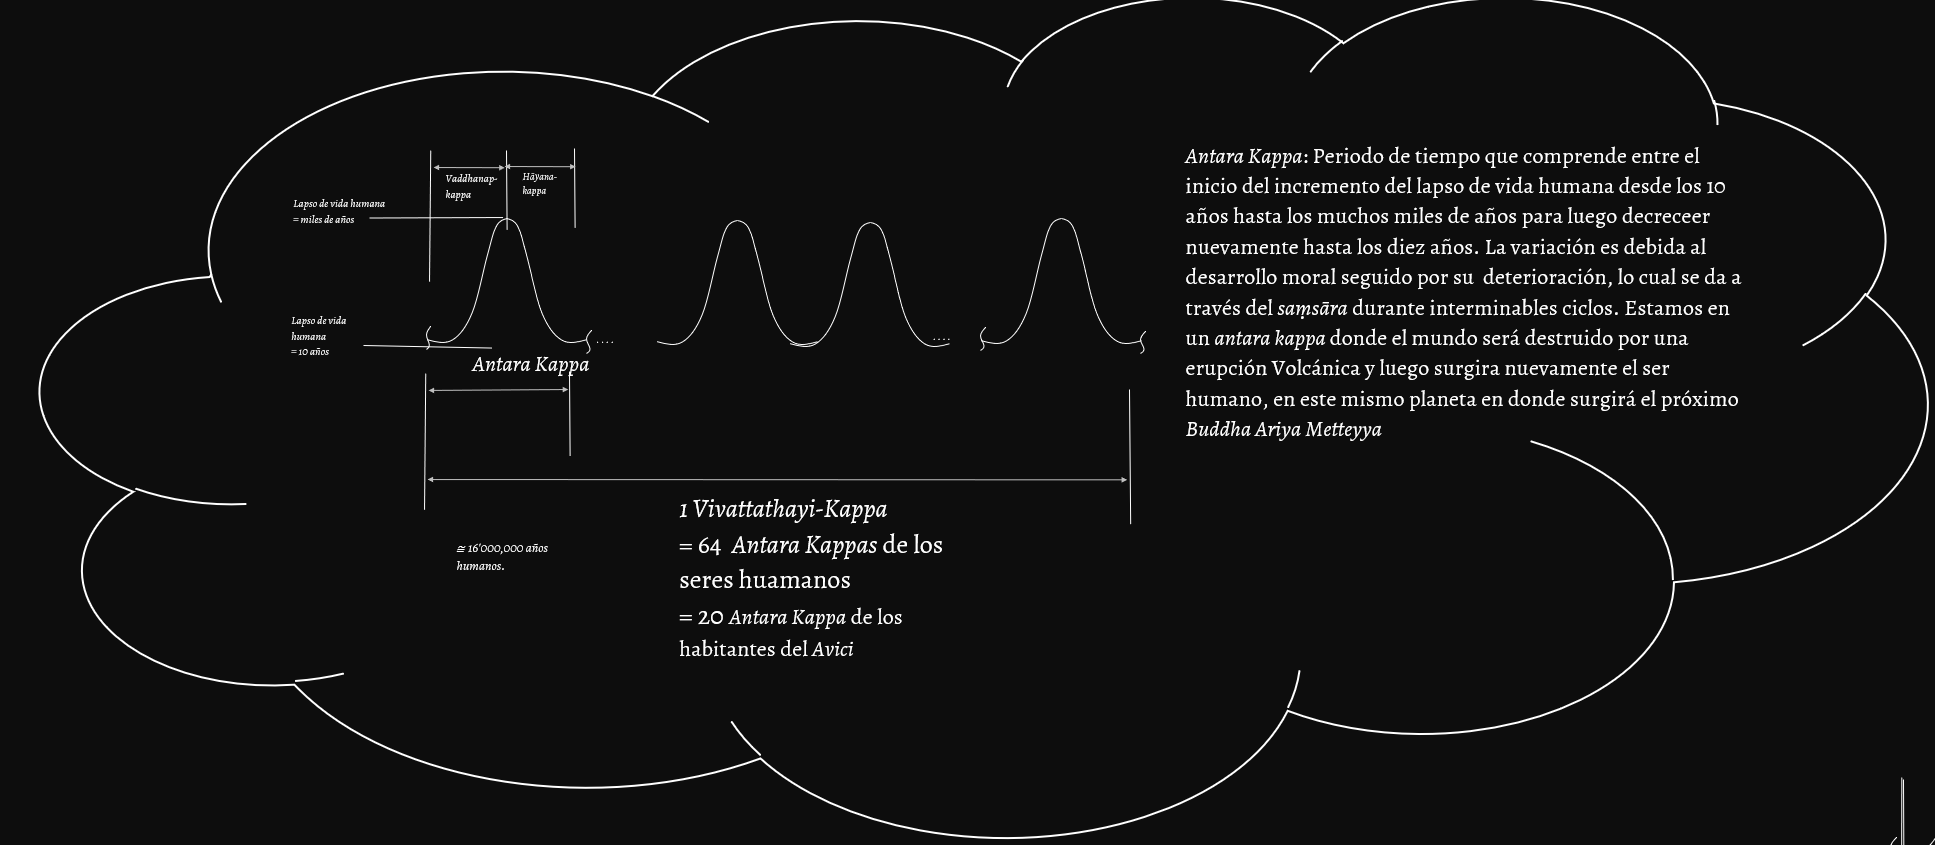 Vaddhanap-
kappa
Hāyana-
kappa
Lapso de vida humana
= miles de años
Lapso de vida
humana
= 10 años
....
....
Antara Kappa
1 Vivattathayi-Kappa
= 64 Antara Kappas de los
seres huamanos
= 20 Antara Kappa de los
habitantes del Avici
≅ 16'000,000 años
humanos.
Antara Kappa: Periodo de tiempo que comprende entre el
inicio del incremento del lapso de vida humana desde los 10
años hasta los muchos miles de años para luego decreceer
nuevamente hasta los diez años. La variación es debida al
desarrollo moral seguido por su  deterioración, lo cual se da a
través del saṃsāra durante interminables ciclos. Estamos en
un antara kappa donde el mundo será destruido por una
erupción Volcánica y luego surgira nuevamente el ser
humano, en este mismo planeta en donde surgirá el próximo
Buddha Ariya Metteyya